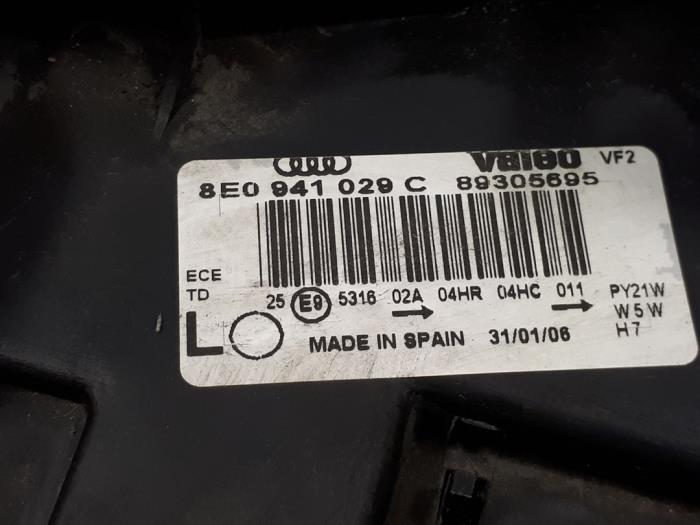 Valeo VF2
8E0 941 029 C 89305695
ECE
TD
25 E9 5316 02A 04HR 04HC 011 PY21W
W5W
L MADE IN SPAIN 31/01/06 H7